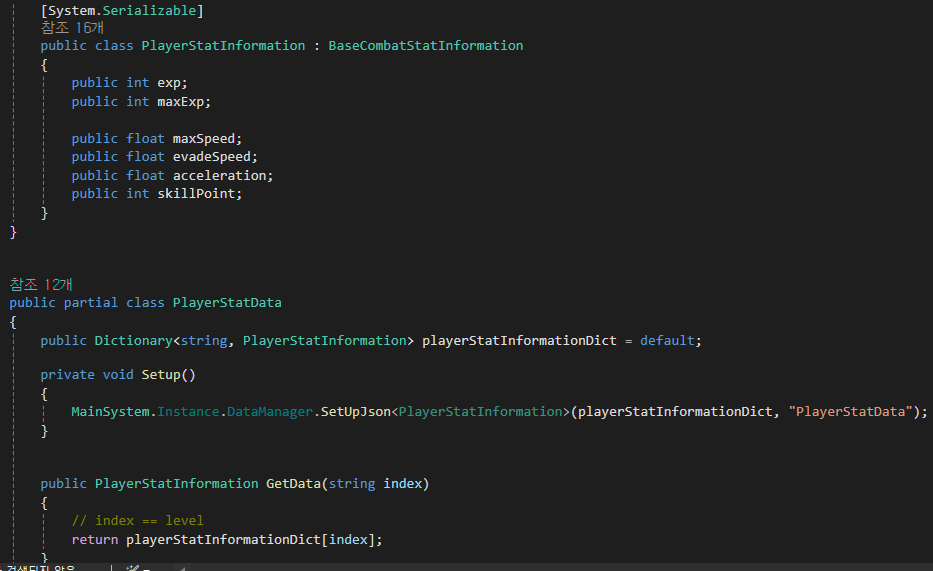 [System.Serializable]
참조 16개
public class PlayerStatInformation : BaseCombatStatInformation
{
public int exp;
public int maxExp;
public float maxSpeed;
public float evadeSpeed;
public float acceleration;
public int skillPoint;
}
}
참조 12개
public partial class PlayerStatData
{
public Dictionary<string, PlayerStatInformation> playerStatInformationDict = default;
private void Setup()
{
MainSystem.Instance.DataManager.SetUpJson<PlayerStatInformation>(playerStatInformationDict, "PlayerStatData");
}
public PlayerStatInformation GetData(string index)
{
// index == level
return playerStatInformationDict[index];
}